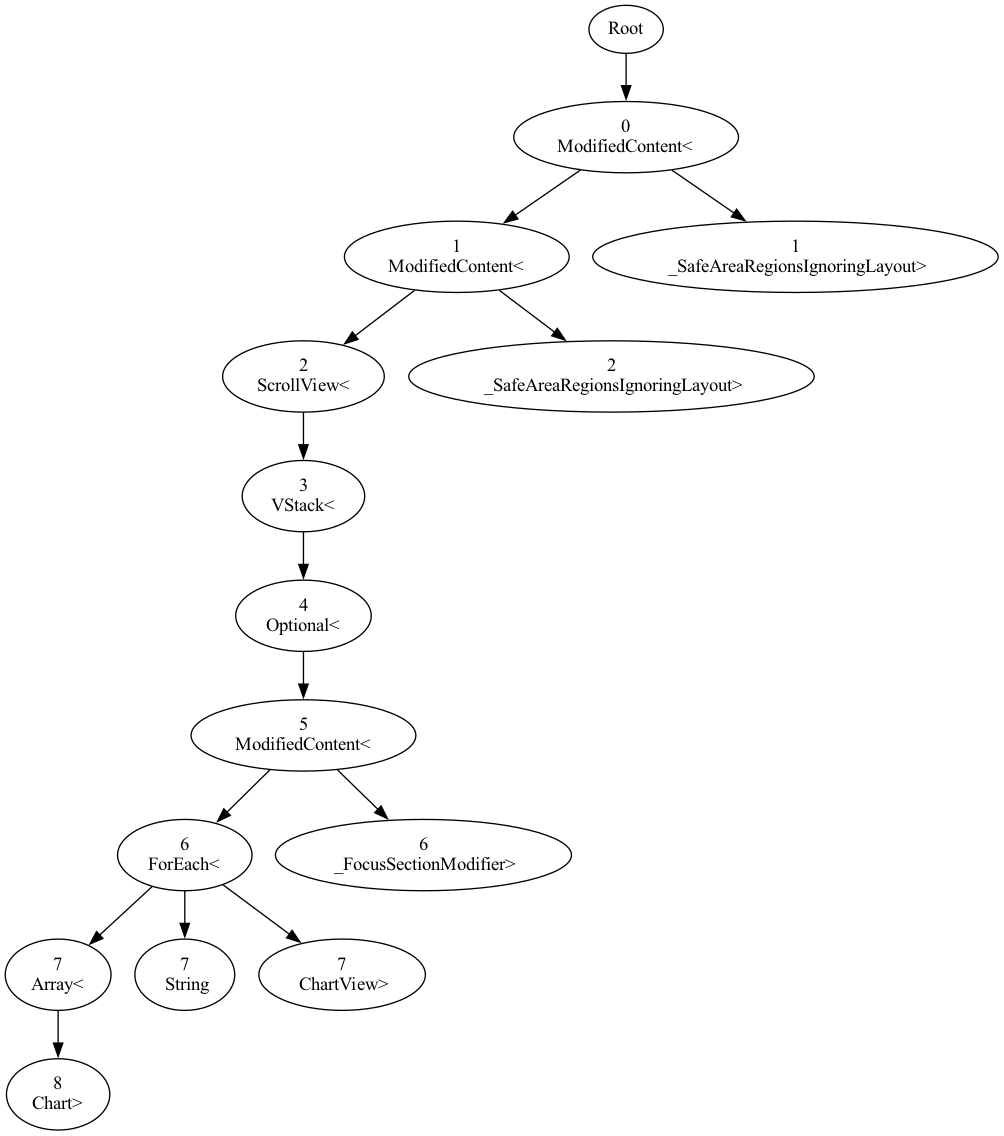 Root
0
ModifiedContent<
1
ModifiedContent<
1
_SafeAreaRegionsIgnoringLayout>
2
ScrollView<
2
_SafeAreaRegionsIgnoringLayout>
3
VStack<
4
Optional<
5
ModifiedContent<
6
ForEach<
6
_FocusSectionModifier>
7
Array<
7
String
7
ChartView>
8
Chart>